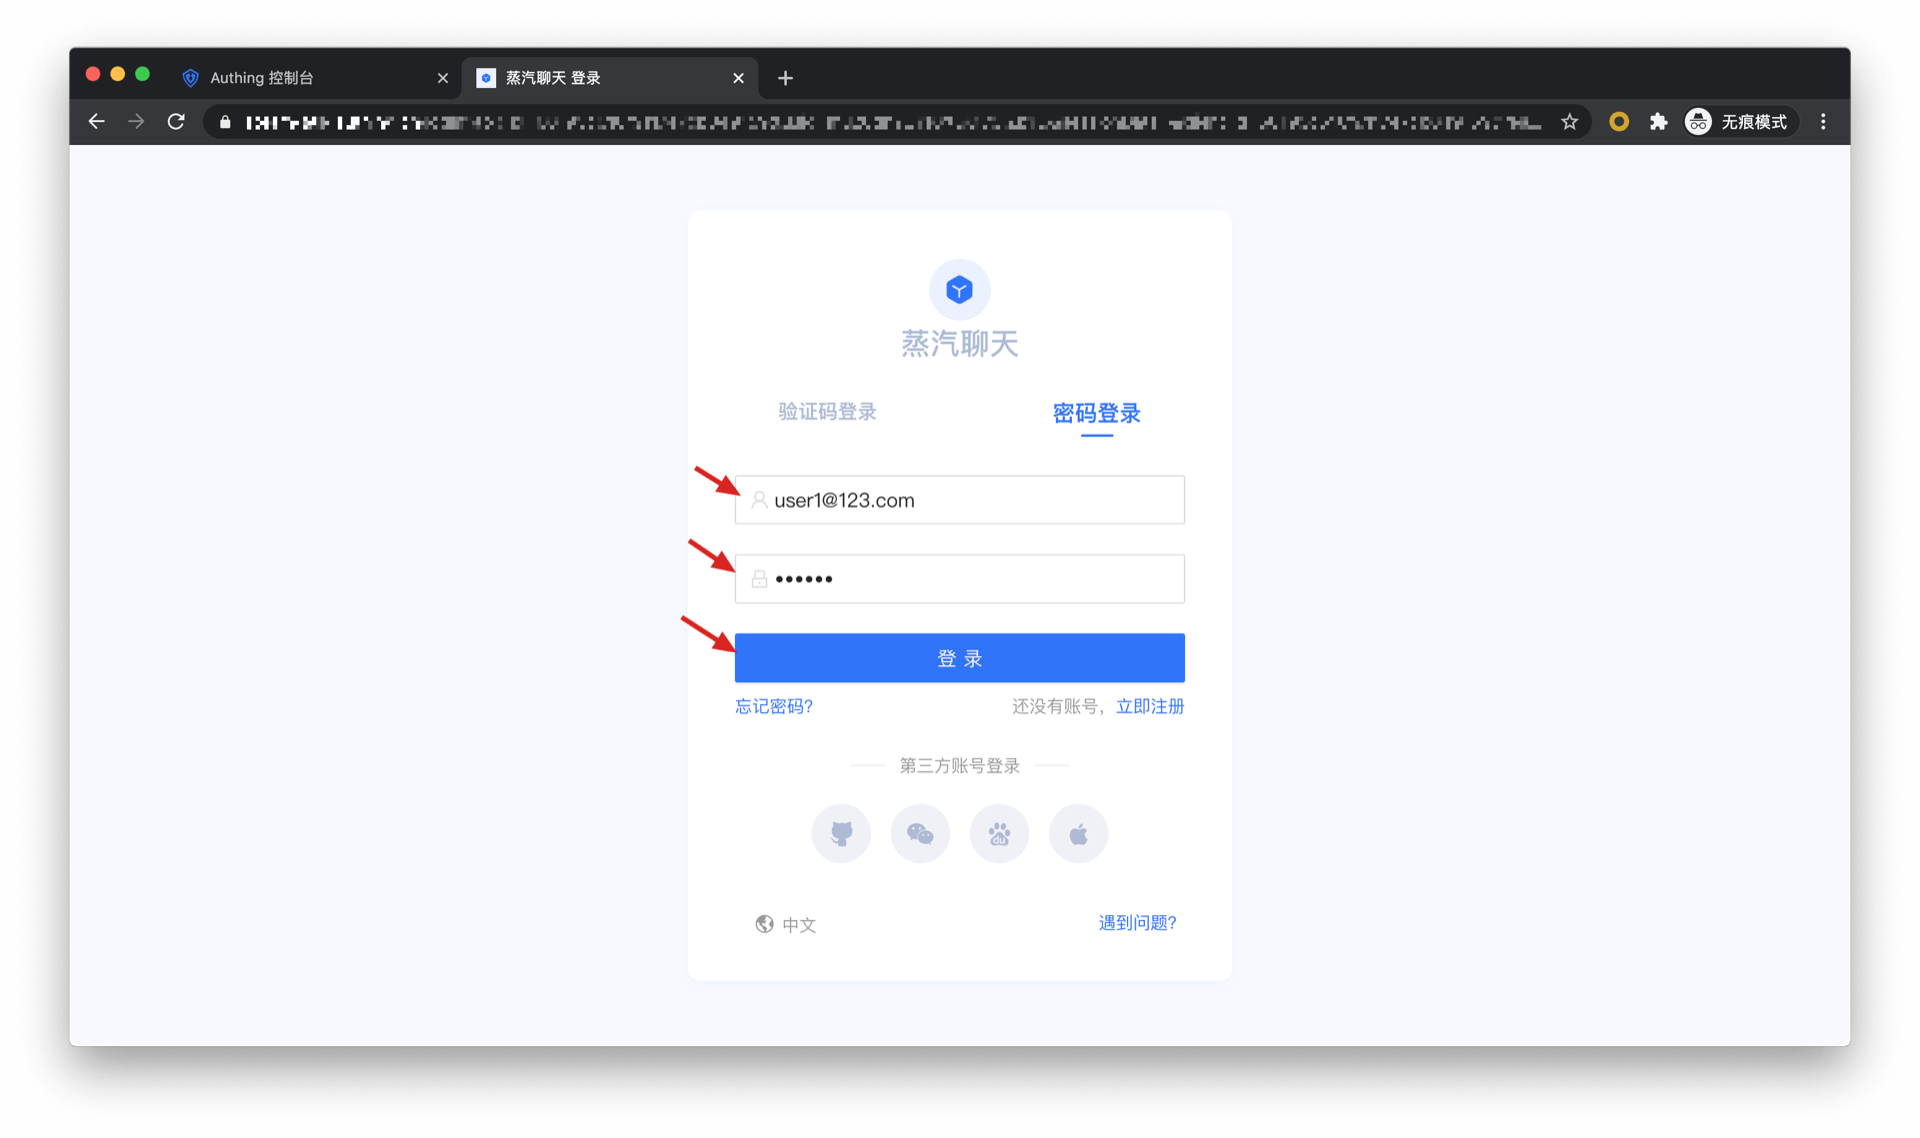 Authing 控制台
蒸汽聊天 登录
无痕模式
蒸汽聊天
验证码登录
密码登录
user1@123.com
••••••
登 录
忘记密码?
还没有账号，立即注册
第三方账号登录
du
中文
遇到问题?